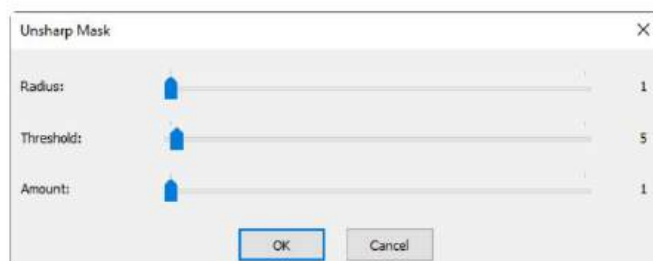 Unsharp Mask
Radius: 1
Threshold: 5
Amount: 1
OK Cancel